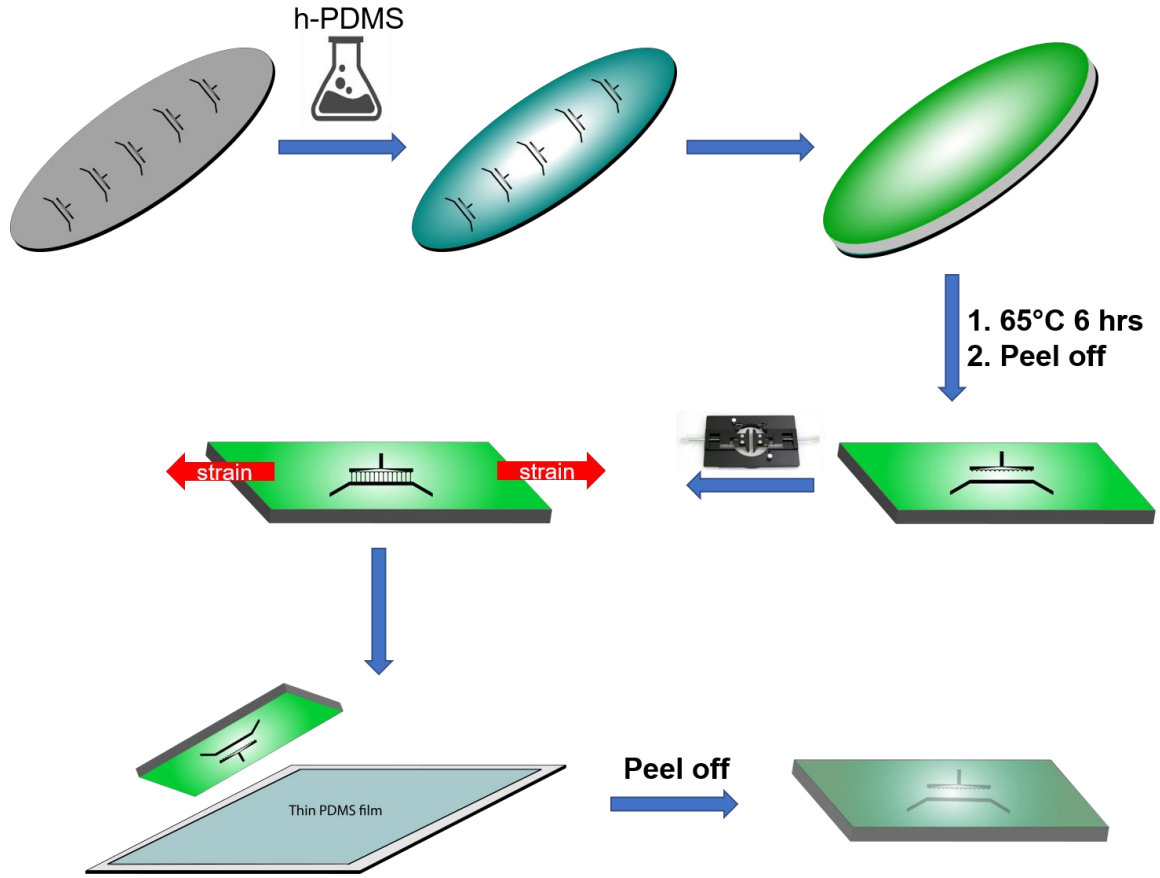 h-PDMS
1. 65°C 6 hrs
2. Peel off
strain
strain
Thin PDMS film
Peel off